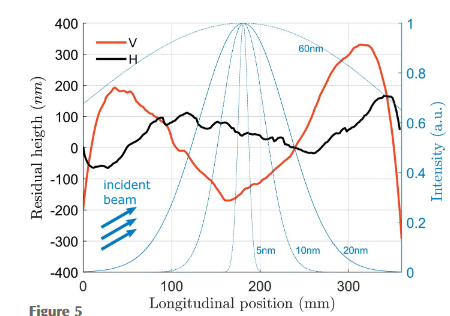 400
300
200
100
0
-100
-200
-300
-400
Residual heigth (nm)
V
H
60nm
incident
beam
5nm
10nm
20nm
1
0.8
0.6
0.4
0.2
0
Intensity (a.u.)
0
100
200
300
Longitudinal position (mm)
Figure 5